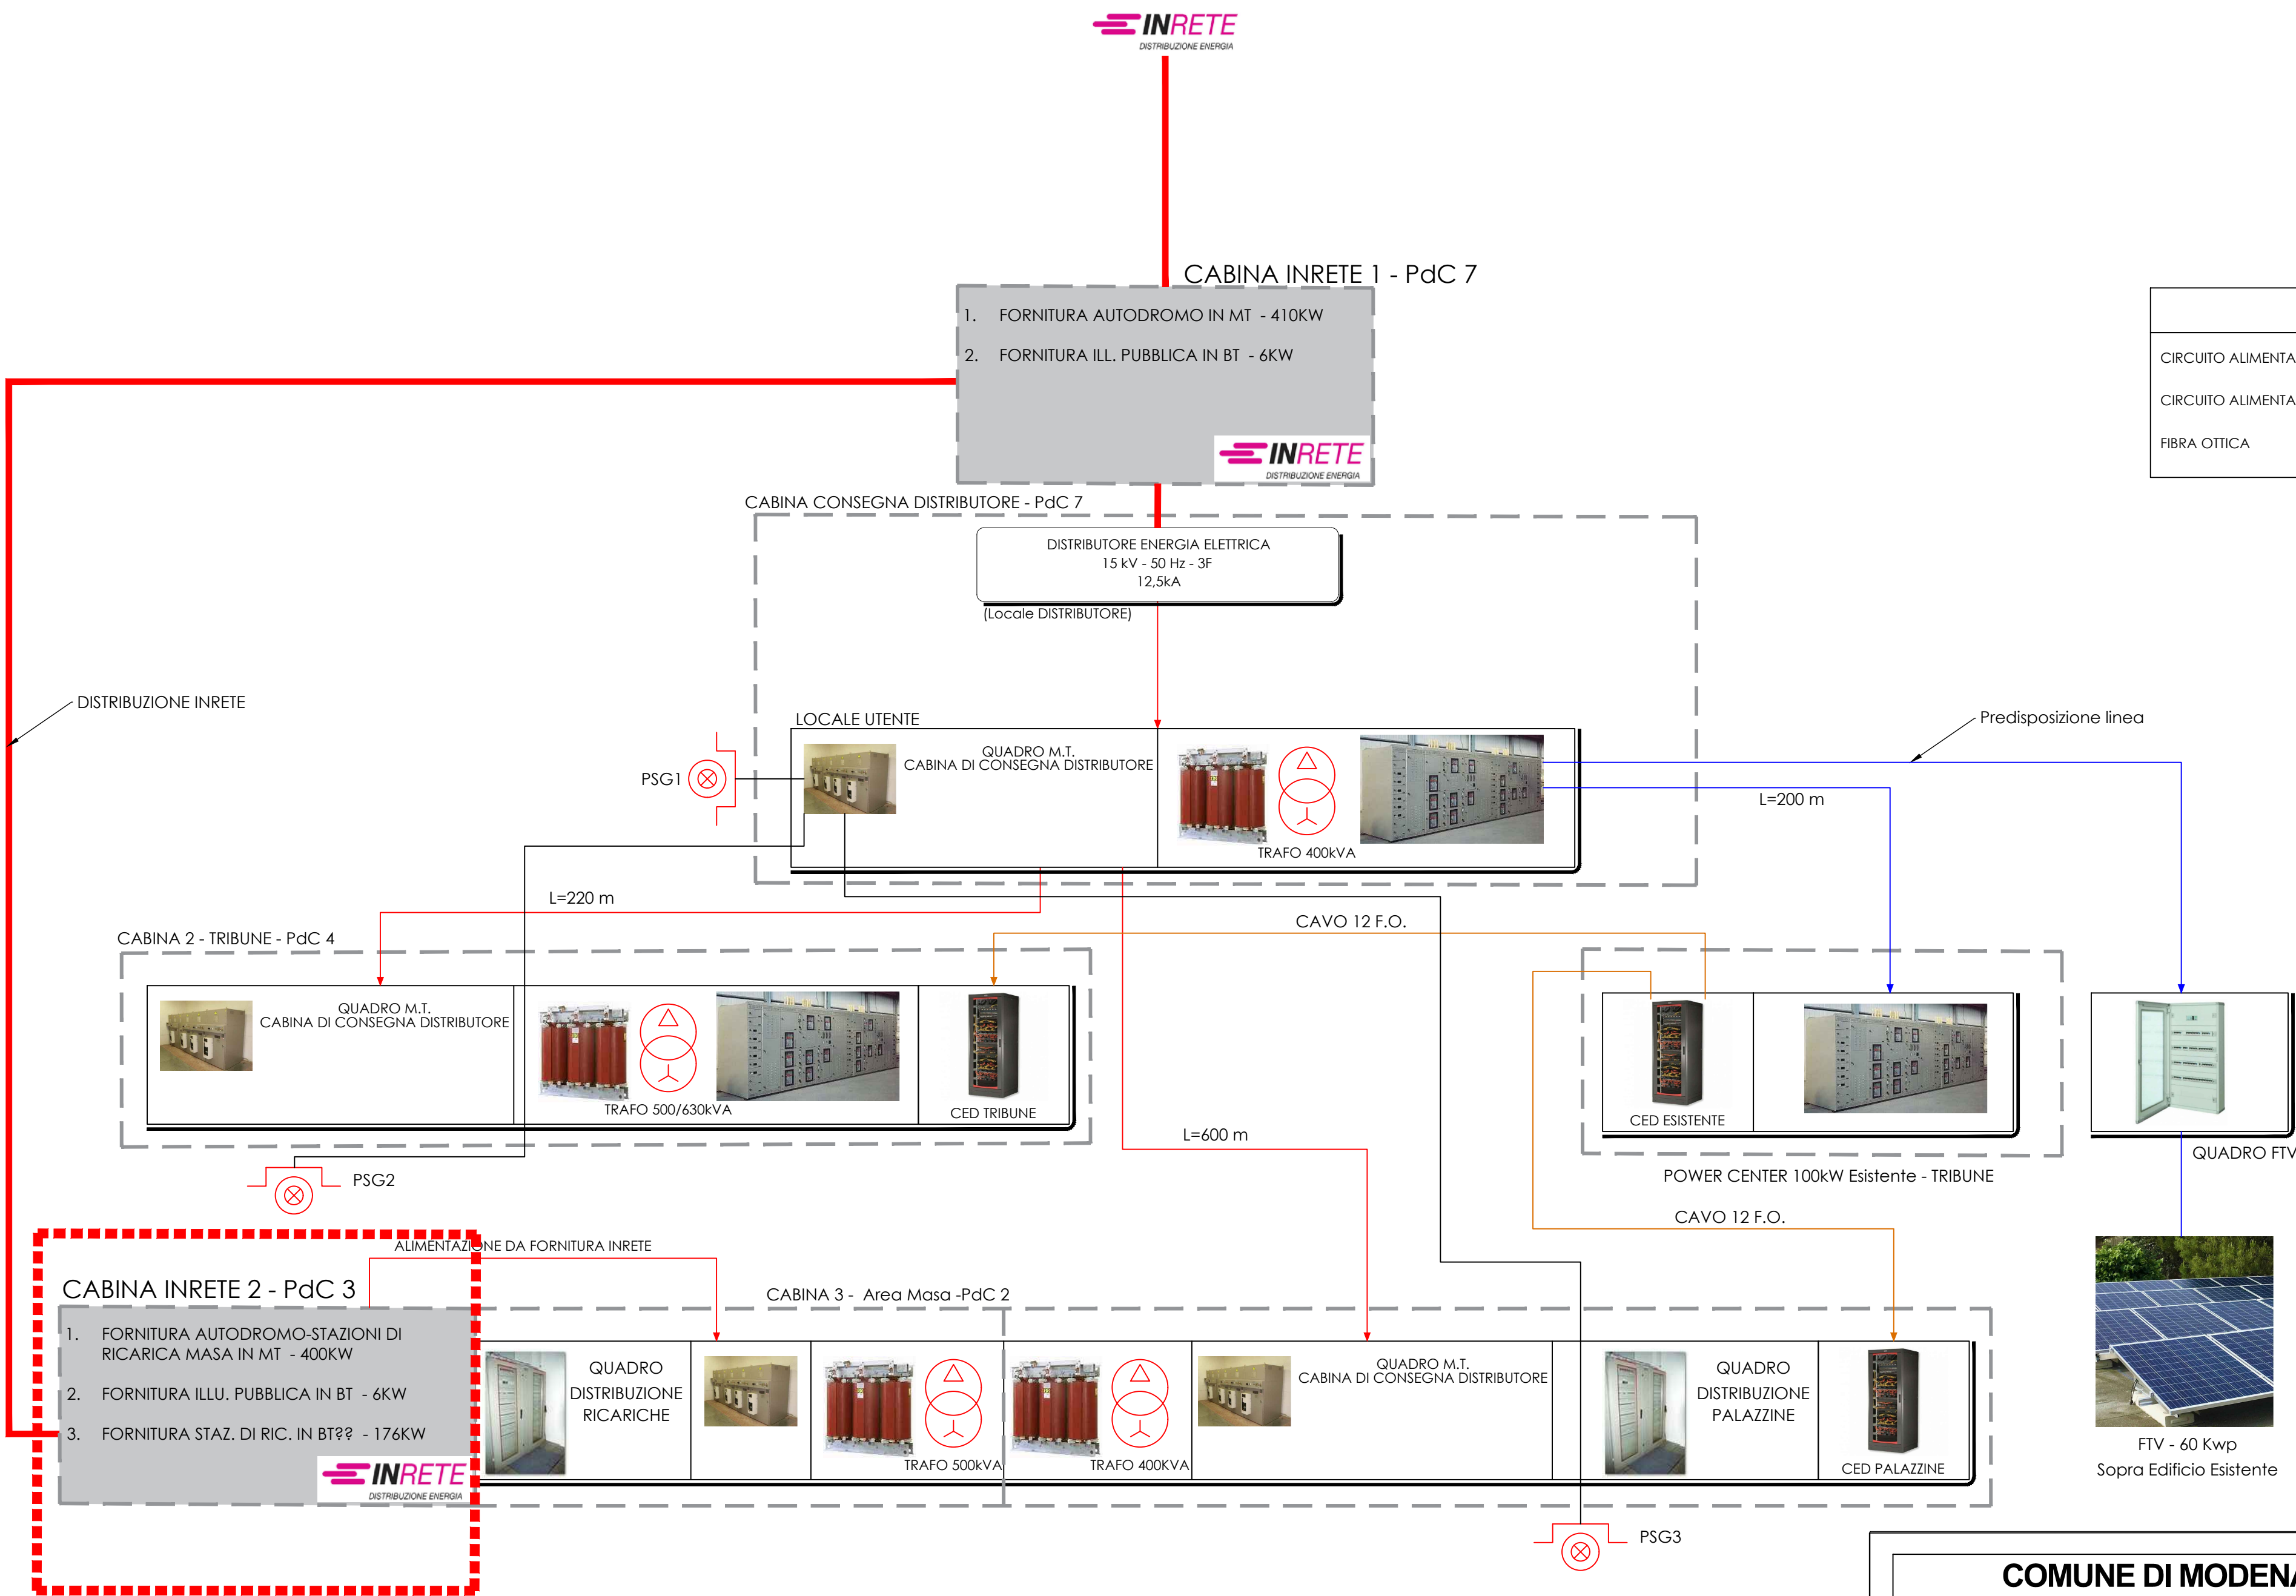 INRETE
DISTRIBUZIONE ENERGIA
CABINA INRETE 1 - PdC 7
1. FORNITURA AUTODROMO IN MT - 410KW
2. FORNITURA ILL. PUBBLICA IN BT - 6KW
INRETE
DISTRIBUZIONE ENERGIA
CIRCUITO ALIMENTA
CIRCUITO ALIMENTA
FIBRA OTTICA
CABINA CONSEGNA DISTRIBUTORE - PdC 7
DISTRIBUTORE ENERGIA ELETTRICA
15 kV - 50 Hz - 3F
12,5kA
(Locale DISTRIBUTORE)
DISTRIBUZIONE INRETE
LOCALE UTENTE
PSG1
QUADRO M.T.
CABINA DI CONSEGNA DISTRIBUTORE
TRAFO 400kVA
Predisposizione linea
L=200 m
L=220 m
CAVO 12 F.O.
CABINA 2 - TRIBUNE - PdC 4
QUADRO M.T.
CABINA DI CONSEGNA DISTRIBUTORE
TRAFO 500/630kVA
CED TRIBUNE
CED ESISTENTE
L=600 m
QUADRO FTV
POWER CENTER 100kW Esistente - TRIBUNE
PSG2
CAVO 12 F.O.
ALIMENTAZIONE DA FORNITURA INRETE
CABINA INRETE 2 - PdC 3
1. FORNITURA AUTODROMO-STAZIONI DI
RICARICA MASA IN MT - 400KW
2. FORNITURA ILLU. PUBBLICA IN BT - 6KW
3. FORNITURA STAZ. DI RIC. IN BT?? - 176KW
INRETE
DISTRIBUZIONE ENERGIA
CABINA 3 - Area Masa -PdC 2
QUADRO
DISTRIBUZIONE
RICARICHE
TRAFO 500kVA
TRAFO 400KVA
QUADRO M.T.
CABINA DI CONSEGNA DISTRIBUTORE
QUADRO
DISTRIBUZIONE
PALAZZINE
CED PALAZZINE
FTV - 60 Kwp
Sopra Edificio Esistente
PSG3
COMUNE DI MODENA